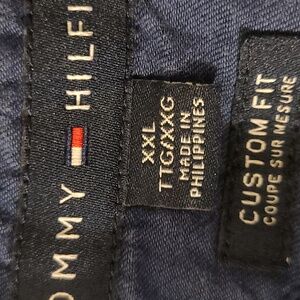 OMMY HILFI
XXL
TTG/XXG
MADE IN
PHILIPPINES
CUSTOM FIT
COUPE SUR MESURE